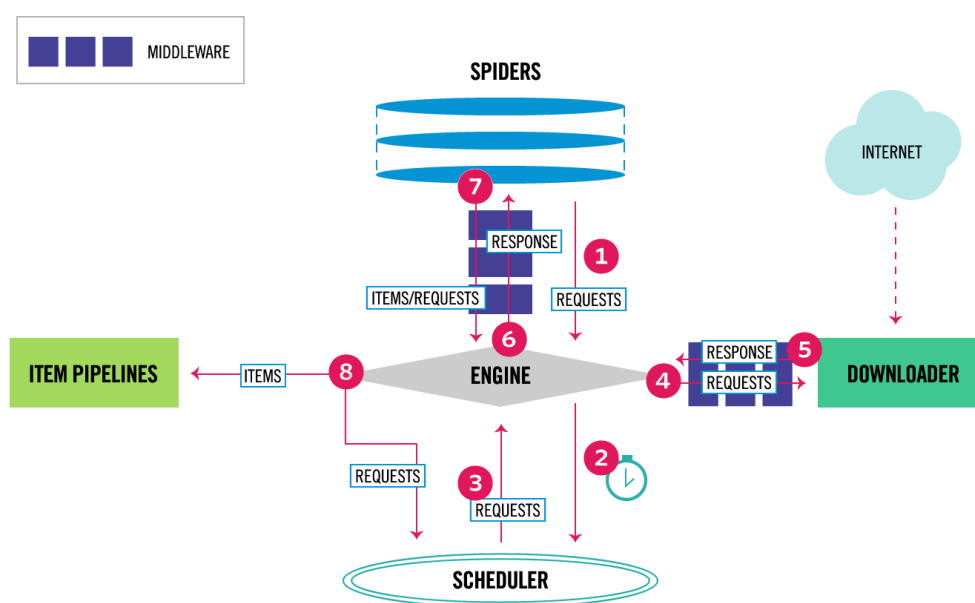 MIDDLEWARE
SPIDERS
INTERNET
7
RESPONSE
1
ITEMS/REQUESTS
REQUESTS
6
5
RESPONSE
ITEM PIPELINES
ITEMS
8
ENGINE
4
REQUESTS
DOWNLOADER
2
REQUESTS
3
REQUESTS
SCHEDULER